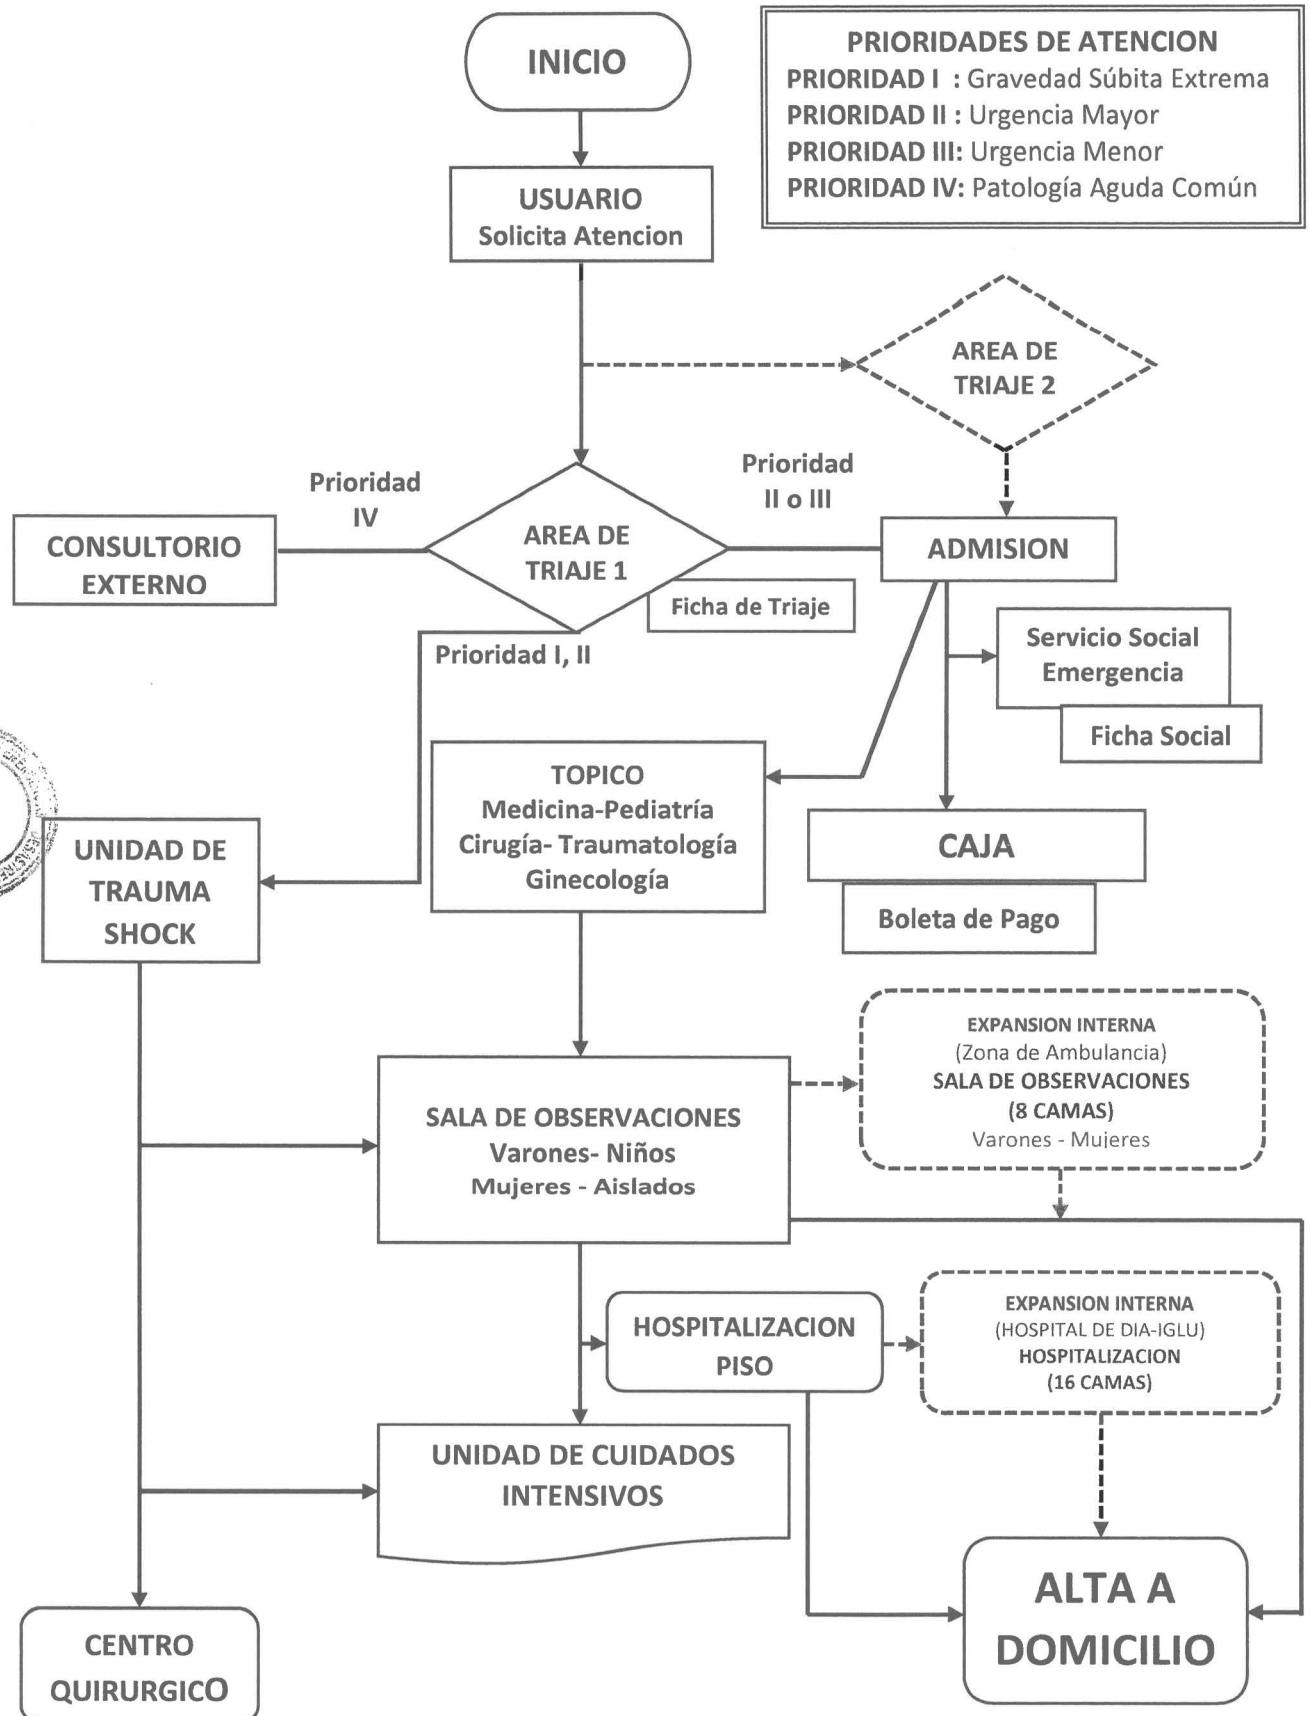 INICIO
PRIORIDADES DE ATENCION
PRIORIDAD I : Gravedad Súbita Extrema
PRIORIDAD II : Urgencia Mayor
PRIORIDAD III: Urgencia Menor
PRIORIDAD IV: Patología Aguda Común
USUARIO
Solicita Atencion
AREA DE
TRIAJE 2
Prioridad
IV
Prioridad
II o III
CONSULTORIO
EXTERNO
AREA DE
TRIAJE 1
ADMISION
Ficha de Triaje
Prioridad I, II
Servicio Social
Emergencia
Ficha Social
TOPICO
Medicina-Pediatría
Cirugía- Traumatología
Ginecología
UNIDAD DE
TRAUMA
SHOCK
CAJA
Boleta de Pago
EXPANSION INTERNA
(Zona de Ambulancia)
SALA DE OBSERVACIONES
(8 CAMAS)
Varones - Mujeres
SALA DE OBSERVACIONES
Varones- Niños
Mujeres - Aislados
HOSPITALIZACION
PISO
EXPANSION INTERNA
(HOSPITAL DE DIA-IGLU)
HOSPITALIZACION
(16 CAMAS)
UNIDAD DE CUIDADOS
INTENSIVOS
ALTA A
DOMICILIO
CENTRO
QUIRURGICO